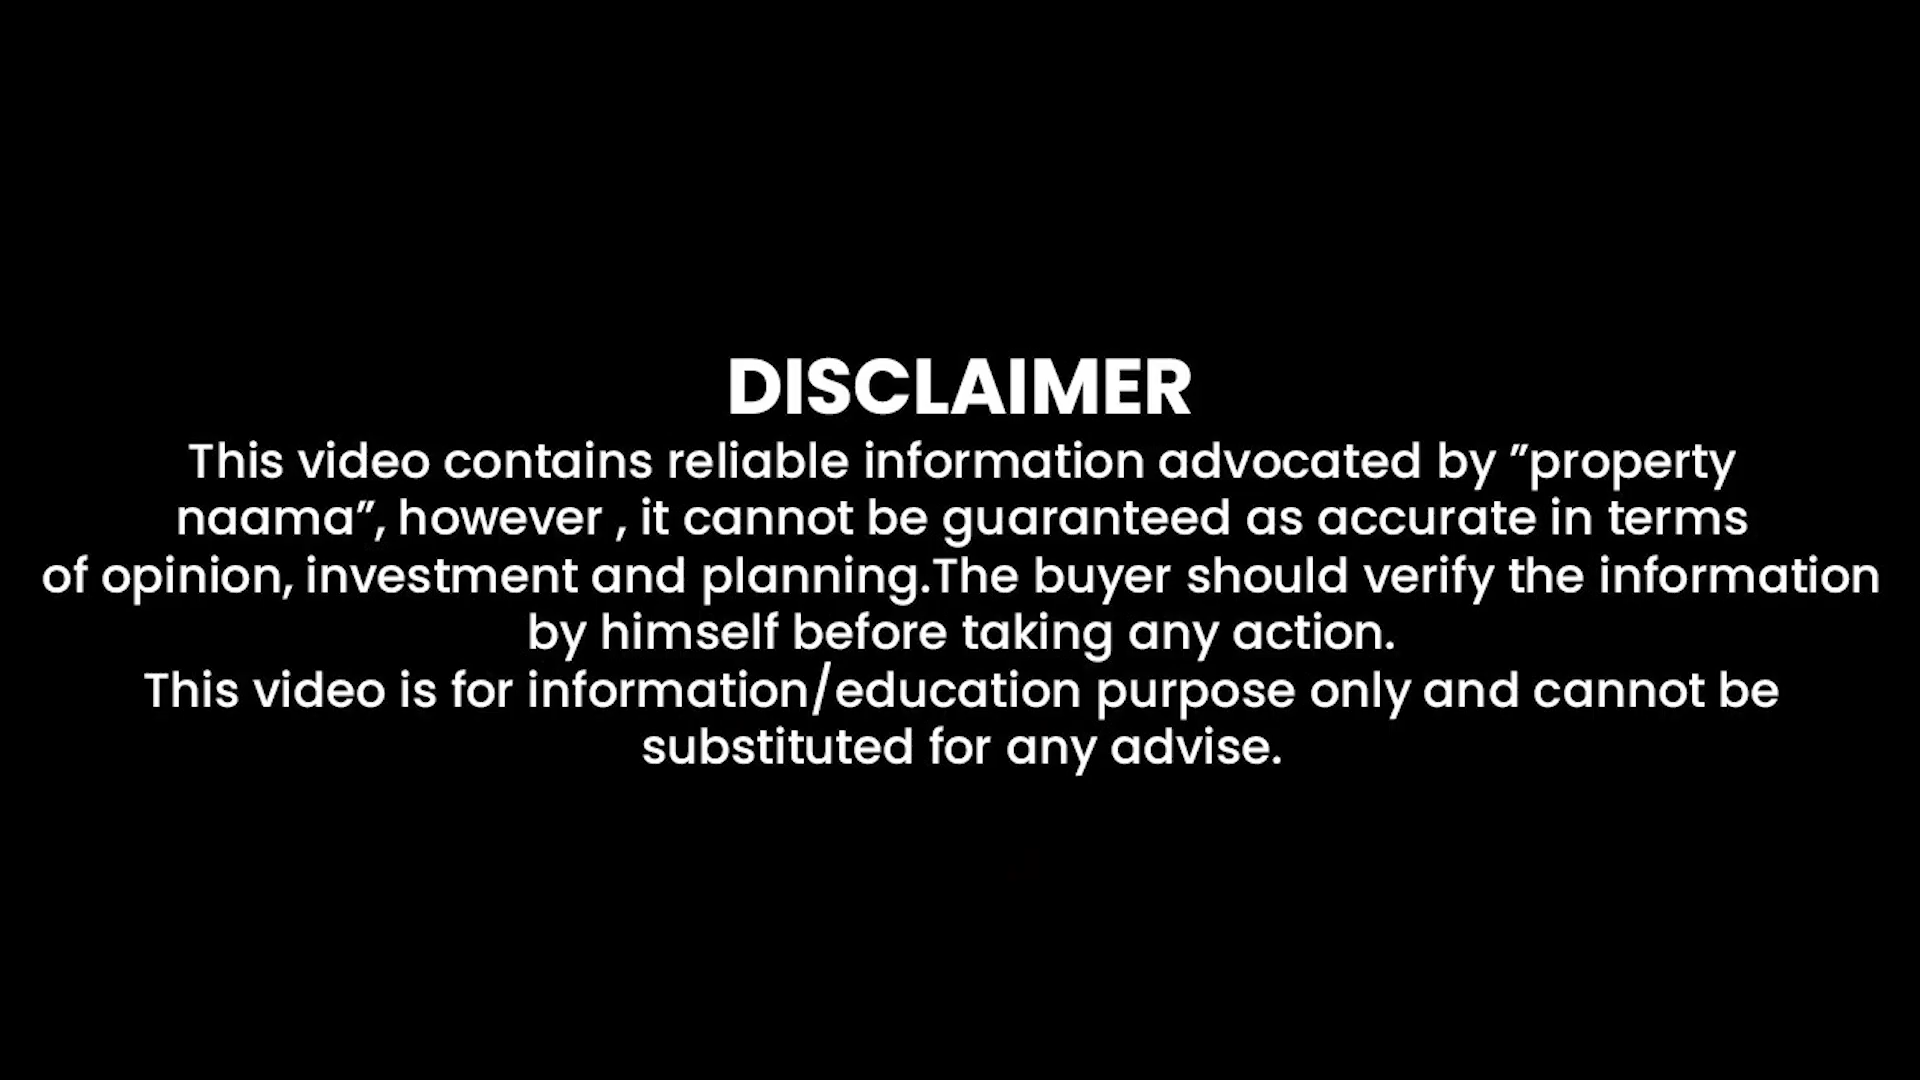 DISCLAIMER
This video contains reliable information advocated by ”property
naama”, however , it cannot be guaranteed as accurate in terms
of opinion, investment and planning.The buyer should verify the information
by himself before taking any action.
This video is for information/education purpose only and cannot be
substituted for any advise.